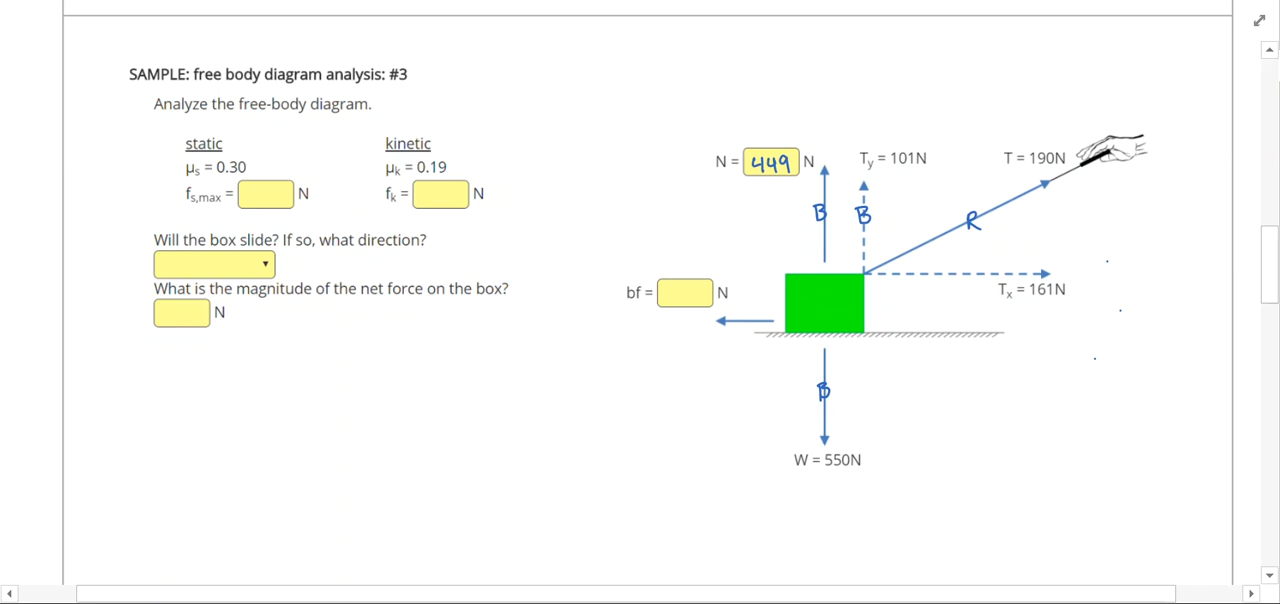 SAMPLE: free body diagram analysis: #3
Analyze the free-body diagram.
static
kinetic
μs = 0.30
μk = 0.19
fs,max = N
fk = N
Will the box slide? If so, what direction?
What is the magnitude of the net force on the box?
N
N = 449 N
Ty = 101N
T = 190N
B
B
R
bf = N
Tx = 161N
B
W = 550N